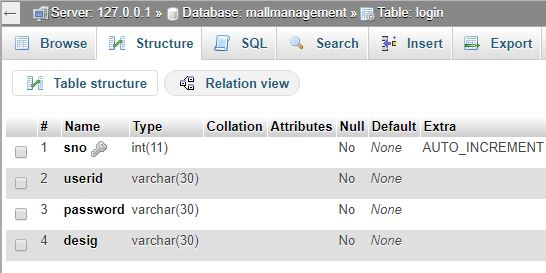 ← Server: 127.0.0.1 » Database: mallmanagement » Table: login
Browse Structure SQL Search Insert Export
Table structure Relation view
# Name Type Collation Attributes Null Default Extra
1 sno int(11) No None AUTO_INCREMENT
2 userid varchar(30) No None
3 password varchar(30) No None
4 desig varchar(30) No None